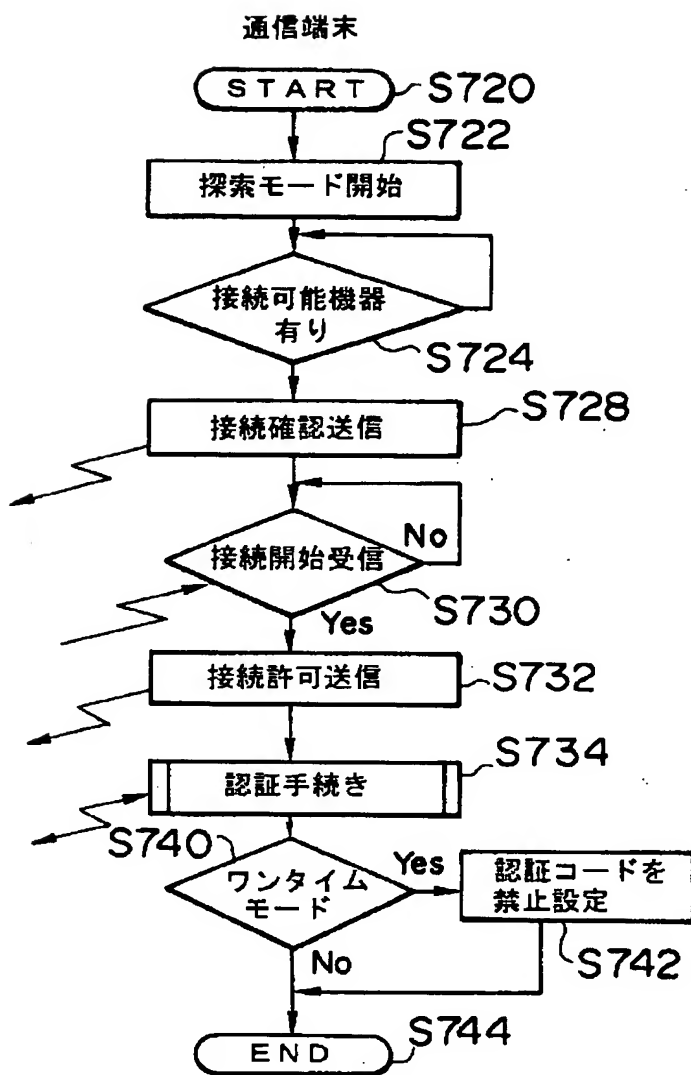 通信端末
START
S720
S722
探索モード開始
接続可能機器
有り
S724
接続確認送信
S728
接続開始受信
No
S730
Yes
接続許可送信
S732
認証手続き
S734
S740
ワンタイム
モード
Yes
認証コードを
禁止設定
S742
No
END
S744